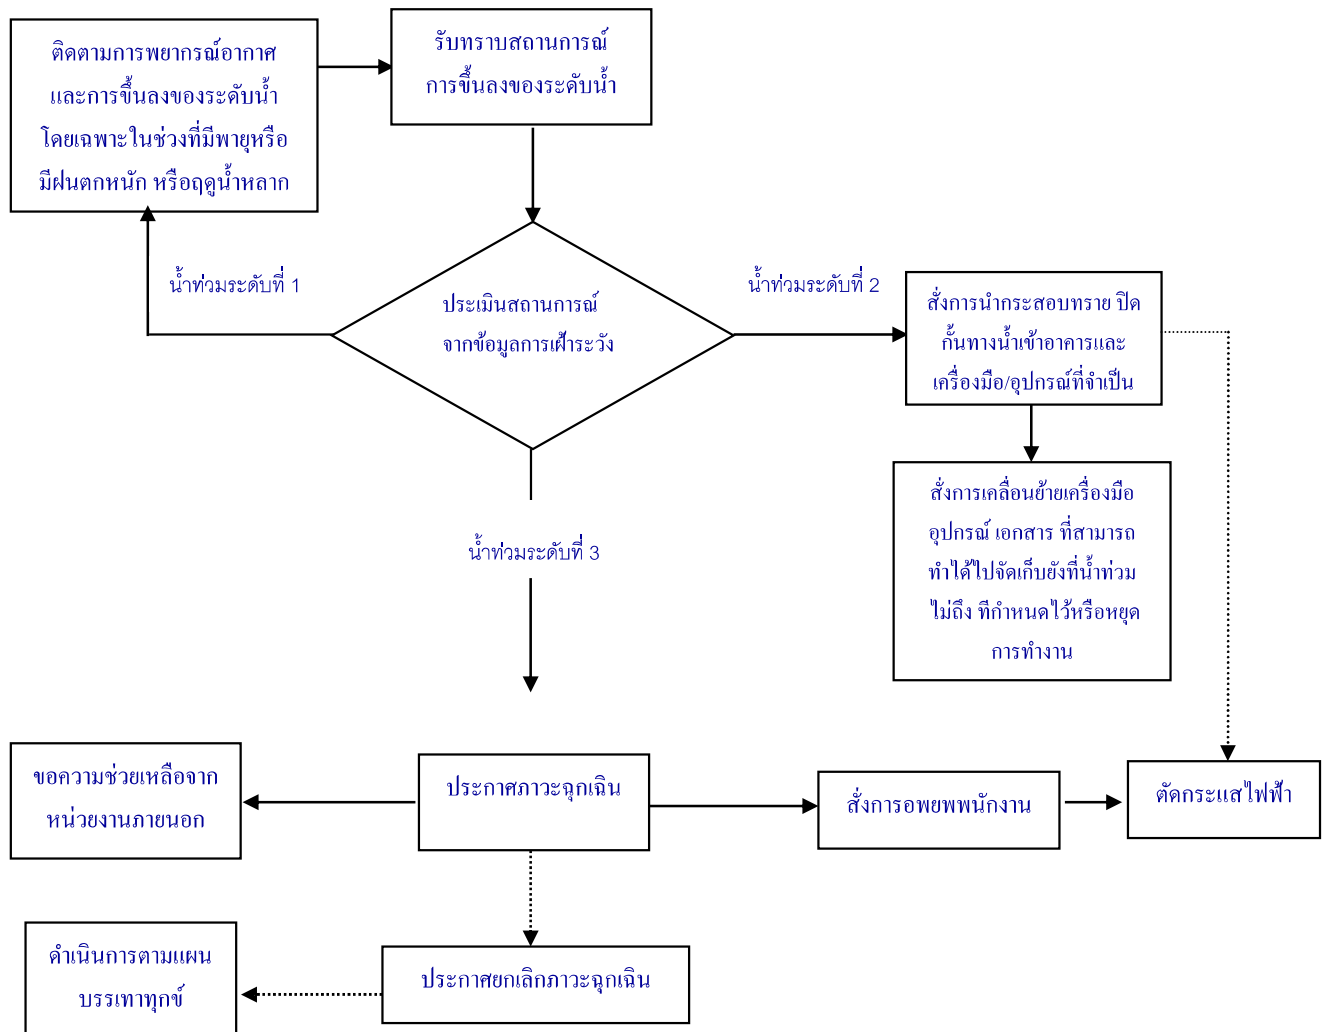 ติดตามการพยากรณ์อากาศ
และการขึ้นลงของระดับน้ำ
โดยเฉพาะในช่วงที่มีพายุหรือ
มีฝนตกหนัก หรือฤดูน้ำหลาก
รับทราบสถานการณ์
การขึ้นลงของระดับน้ำ
น้ำท่วมระดับที่ 1
ประเมินสถานการณ์
จากข้อมูลการเฝ้าระวัง
น้ำท่วมระดับที่ 2
สั่งการนำกระสอบทราย ปิด
กั้นทางน้ำเข้าอาคารและ
เครื่องมือ/อุปกรณ์ที่จำเป็น
สั่งการเคลื่อนย้ายเครื่องมือ
อุปกรณ์ เอกสาร ที่สามารถ
ทำได้ไปจัดเก็บยังที่น้ำท่วม
ไม่ถึง ทีกำหนดไว้หรือหยุด
การทำงาน
น้ำท่วมระดับที่ 3
ขอความช่วยเหลือจาก
หน่วยงานภายนอก
ประกาศภาวะฉุกเฉิน
สั่งการอพยพพนักงาน
ตัดกระแสไฟฟ้า
ดำเนินการตามแผน
บรรเทาทุกข์
ประกาศยกเลิกภาวะฉุกเฉิน